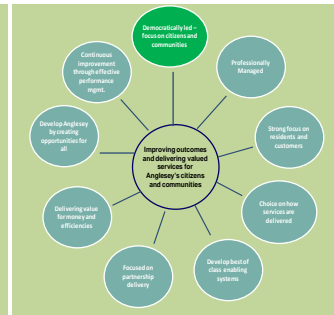 Democratically led –
focus on citizens and
communities
Professionally
Managed
Strong focus on
residents and
customers
Choice on how
services are
delivered
Develop best of
class enabling
systems
Focused on
partnership
delivery
Delivering value
for money and
efficiencies
Develop Anglesey
by creating
opportunities for
all
Continuous
improvement
through effective
performance
mgmt.
Improving outcomes
and delivering valued
services for
Anglesey's citizens
and communities